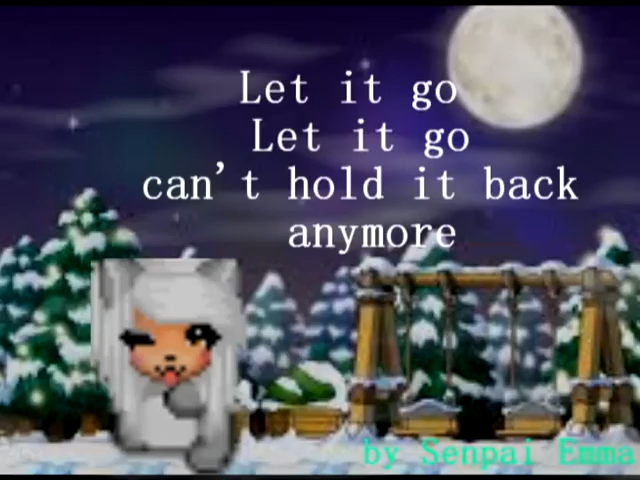 Let it go
Let it go
can't hold it back
anymore
by Senpai Emma